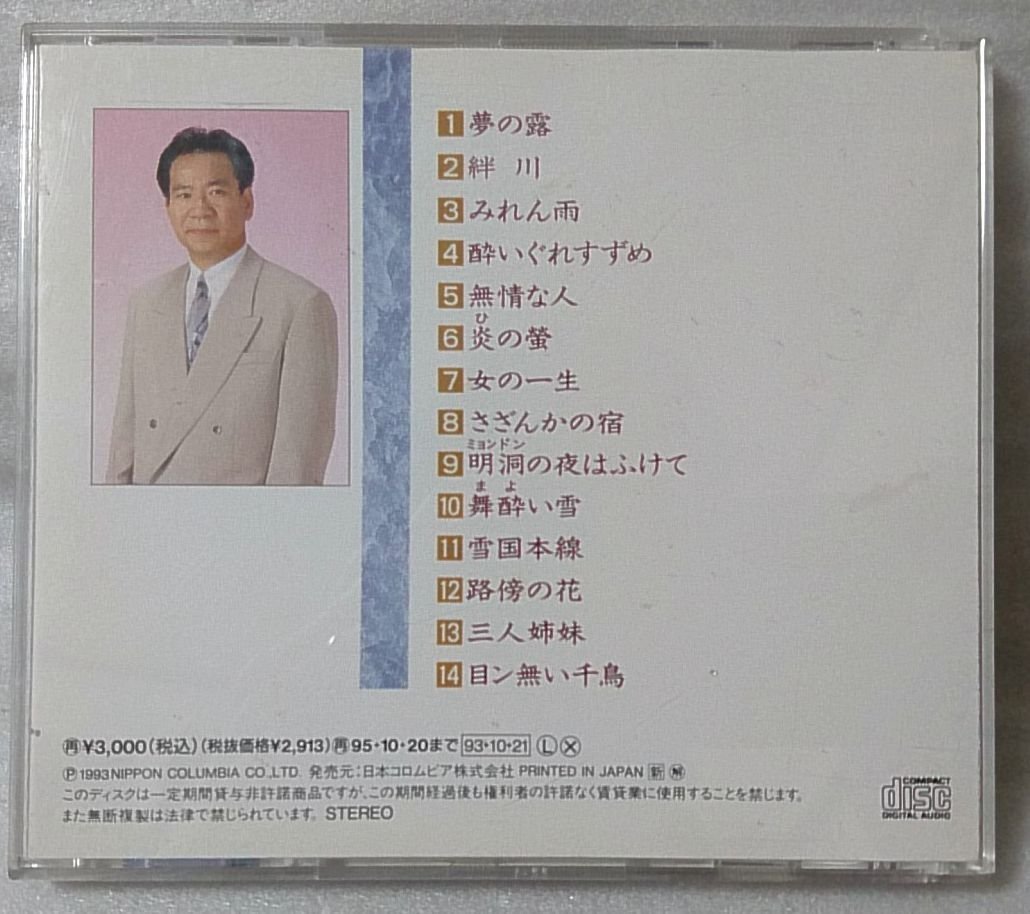 1 夢の露
2 絆 川
3 みれん雨
4 酔いぐれすずめ
5 無情な人
ひ
6 炎の螢
7 女の一生
8 さざんかの宿
ミョンドン
9 明洞の夜はふけて
ま よ
10 舞酔い雪
11 雪国本線
12 路傍の花
13 三人姉妹
14 目ン無い千鳥
㊢¥3,000(税込)(税抜価格¥2,913)㊢95・10・20まで 93・10・21 Ⓛ Ⓧ
Ⓟ1993 NIPPON COLUMBIA CO.,LTD. 発売元:日本コロムビア株式会社 PRINTED IN JAPAN
このディスクは一定期間貸与非許諾商品ですが、この期間経過後も権利者の許諾なく賃貸業に使用することを禁じます。
また無断複製は法律で禁じられています。 STEREO
COMPACT
disc
DIGITAL AUDIO